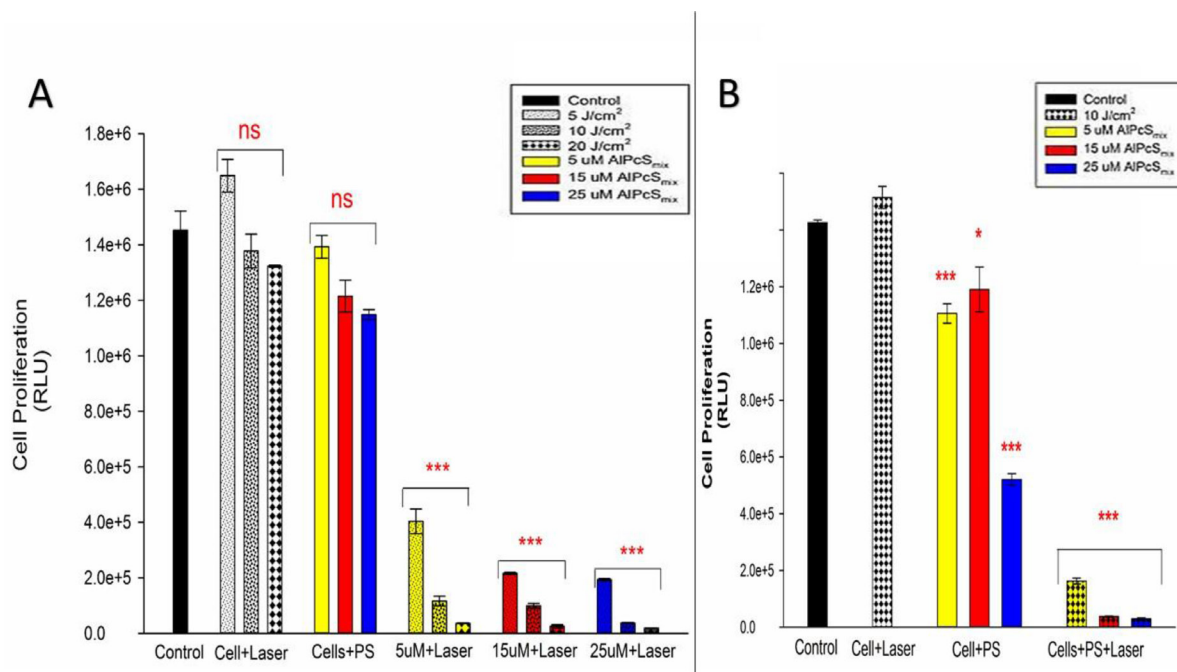 A
Control
5 J/cm²
10 J/cm²
20 J/cm²
5 uM AlPcSmix
15 uM AlPcSmix
25 uM AlPcSmix
ns
ns
***
***
***
1.8e+6
1.6e+6
1.4e+6
1.2e+6
1.0e+6
8.0e+5
6.0e+5
4.0e+5
2.0e+5
0.0
Cell Proliferation
(RLU)
Control
Cell+Laser
Cells+PS
5uM+Laser
15uM+Laser
25uM+Laser
B
Control
10 J/cm²
5 uM AlPcSmix
15 uM AlPcSmix
25 uM AlPcSmix
***
*
***
***
1.2e+6
1.0e+6
8.0e+5
6.0e+5
4.0e+5
2.0e+5
0.0
Cell Proliferation
(RLU)
Control
Cell+Laser
Cell+PS
Cells+PS+Laser